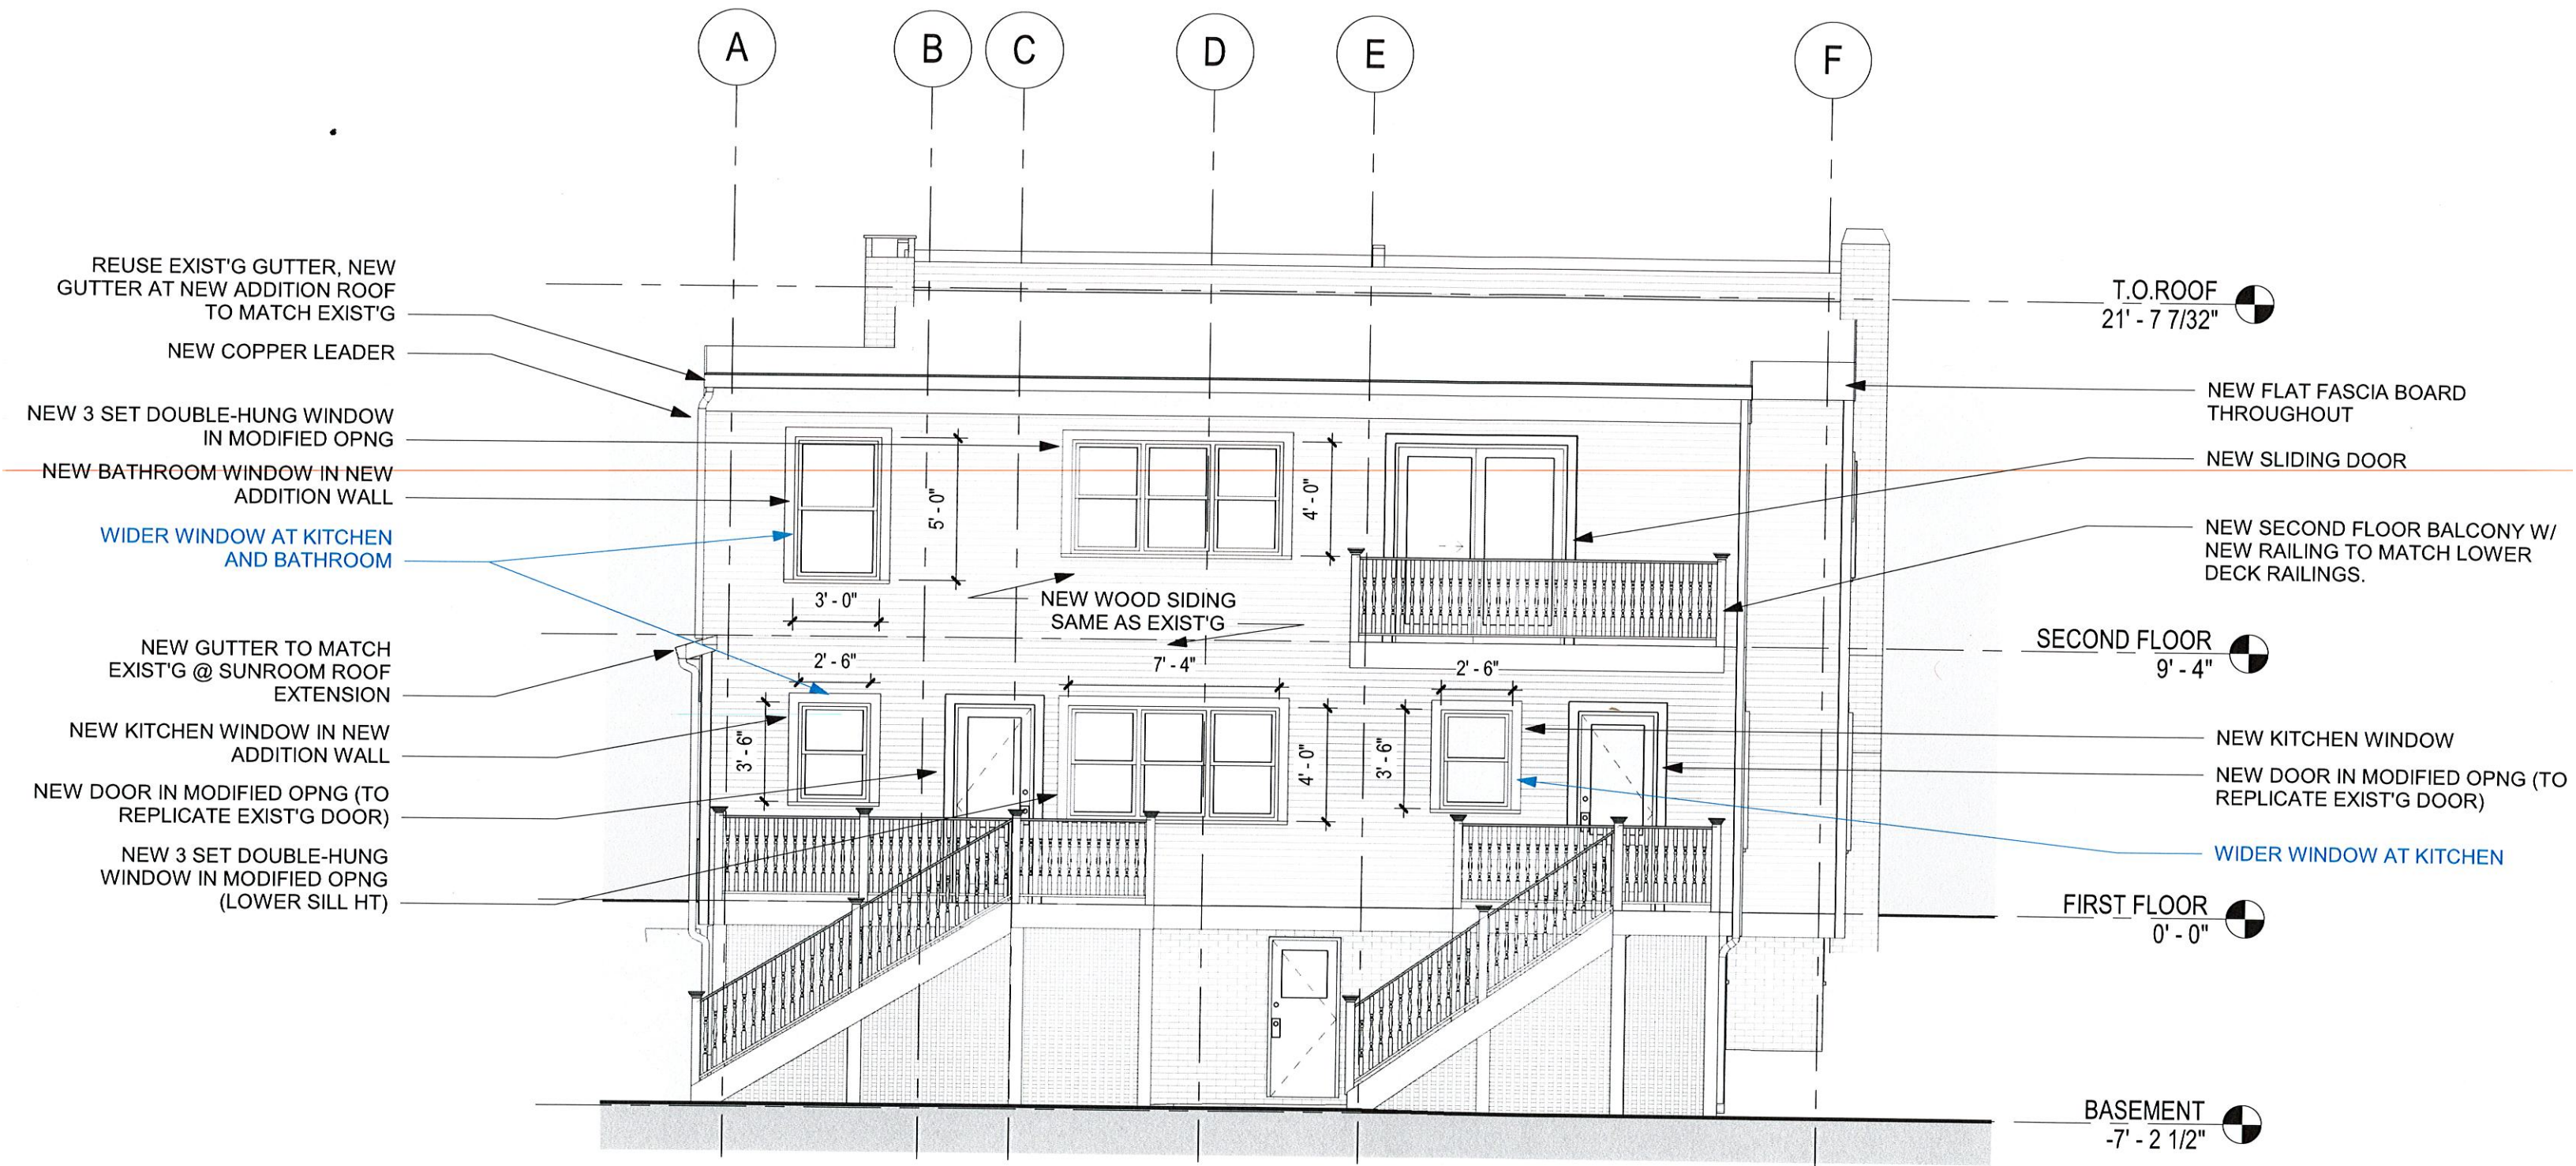 A
B
C
D
E
F
REUSE EXIST'G GUTTER, NEW
GUTTER AT NEW ADDITION ROOF
TO MATCH EXIST'G
NEW COPPER LEADER
NEW 3 SET DOUBLE-HUNG WINDOW
IN MODIFIED OPNG
NEW BATHROOM WINDOW IN NEW
ADDITION WALL
WIDER WINDOW AT KITCHEN
AND BATHROOM
NEW GUTTER TO MATCH
EXIST'G @ SUNROOM ROOF
EXTENSION
NEW KITCHEN WINDOW IN NEW
ADDITION WALL
NEW DOOR IN MODIFIED OPNG (TO
REPLICATE EXIST'G DOOR)
NEW 3 SET DOUBLE-HUNG
WINDOW IN MODIFIED OPNG
(LOWER SILL HT)
5' - 0"
4' - 0"
3' - 0"
NEW WOOD SIDING
SAME AS EXIST'G
2' - 6"
7' - 4"
2' - 6"
3' - 6"
4' - 0"
3' - 6"
T.O.ROOF
21' - 7 7/32"
NEW FLAT FASCIA BOARD
THROUGHOUT
NEW SLIDING DOOR
NEW SECOND FLOOR BALCONY W/
NEW RAILING TO MATCH LOWER
DECK RAILINGS.
SECOND FLOOR
9' - 4"
NEW KITCHEN WINDOW
NEW DOOR IN MODIFIED OPNG (TO
REPLICATE EXIST'G DOOR)
WIDER WINDOW AT KITCHEN
FIRST FLOOR
0' - 0"
BASEMENT
-7' - 2 1/2"